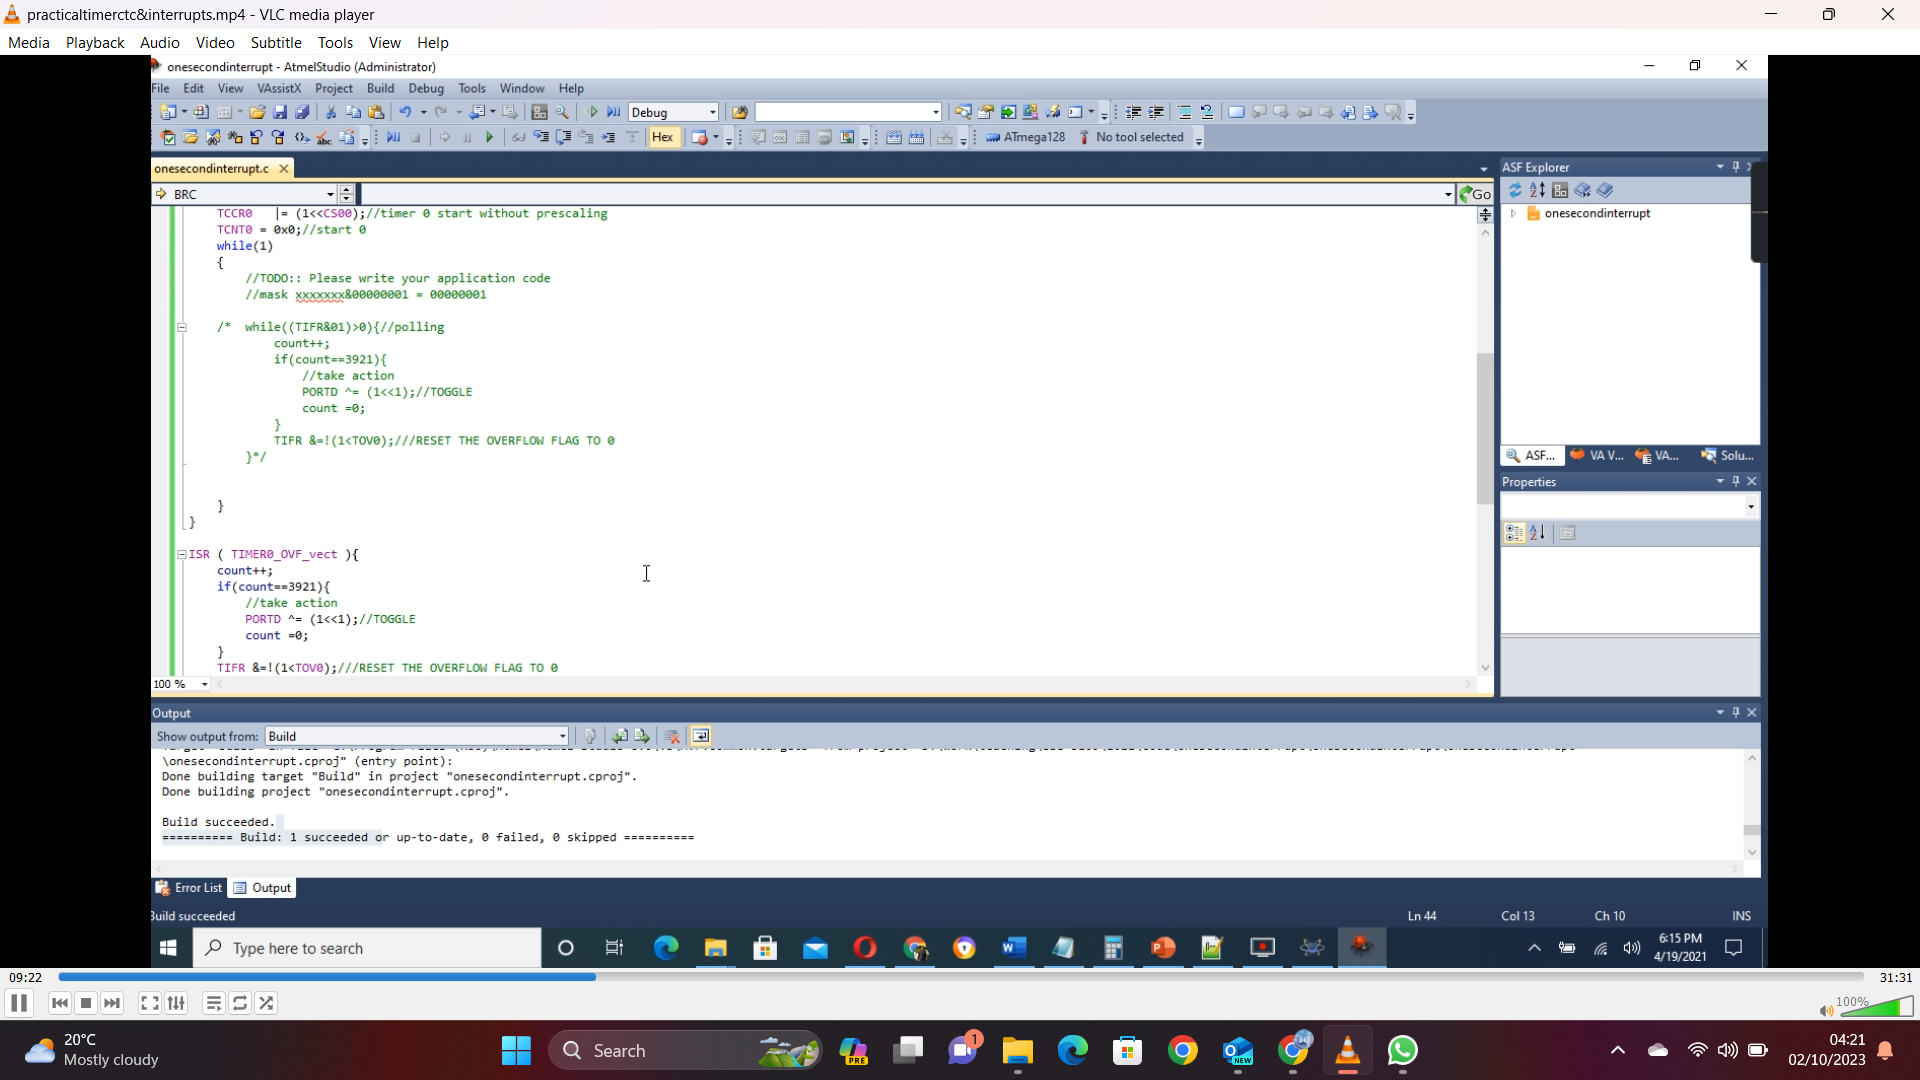 practicaltimerctc&interrupts.mp4 - VLC media player
Media Playback Audio Video Subtitle Tools View Help
onesecondinterrupt - AtmelStudio (Administrator)
File Edit View VAssistX Project Build Debug Tools Window Help
Debug
Hex ATmega128 No tool selected
onesecondinterrupt.c
BRC Go
TCCR0   |= (1<<CS00);//timer 0 start without prescaling
TCNT0 = 0x0;//start 0
while(1)
{
//TODO:: Please write your application code
//mask xxxxxxx&00000001 = 00000001
/*  while((TIFR&01)>0){//polling
count++;
if(count==3921){
//take action
PORTD ^= (1<<1);//TOGGLE
count =0;
}
TIFR &=!(1<TOV0);///RESET THE OVERFLOW FLAG TO 0
}*/
}
}
ISR ( TIMER0_OVF_vect ){
count++;
if(count==3921){
//take action
PORTD ^= (1<<1);//TOGGLE
count =0;
}
TIFR &=!(1<TOV0);///RESET THE OVERFLOW FLAG TO 0
100 %
ASF Explorer
onesecondinterrupt
ASF... VA V... VA... Solu...
Properties
Output
Show output from: Build
\onesecondinterrupt.cproj" (entry point):
Done building target "Build" in project "onesecondinterrupt.cproj".
Done building project "onesecondinterrupt.cproj".
Build succeeded.
========== Build: 1 succeeded or up-to-date, 0 failed, 0 skipped ==========
Error List Output
Build succeeded Ln 44 Col 13 Ch 10 INS
Type here to search
6:15 PM
4/19/2021
09:22 31:31
100%
20°C
Mostly cloudy
Search
PRE
1
NEW
04:21
02/10/2023